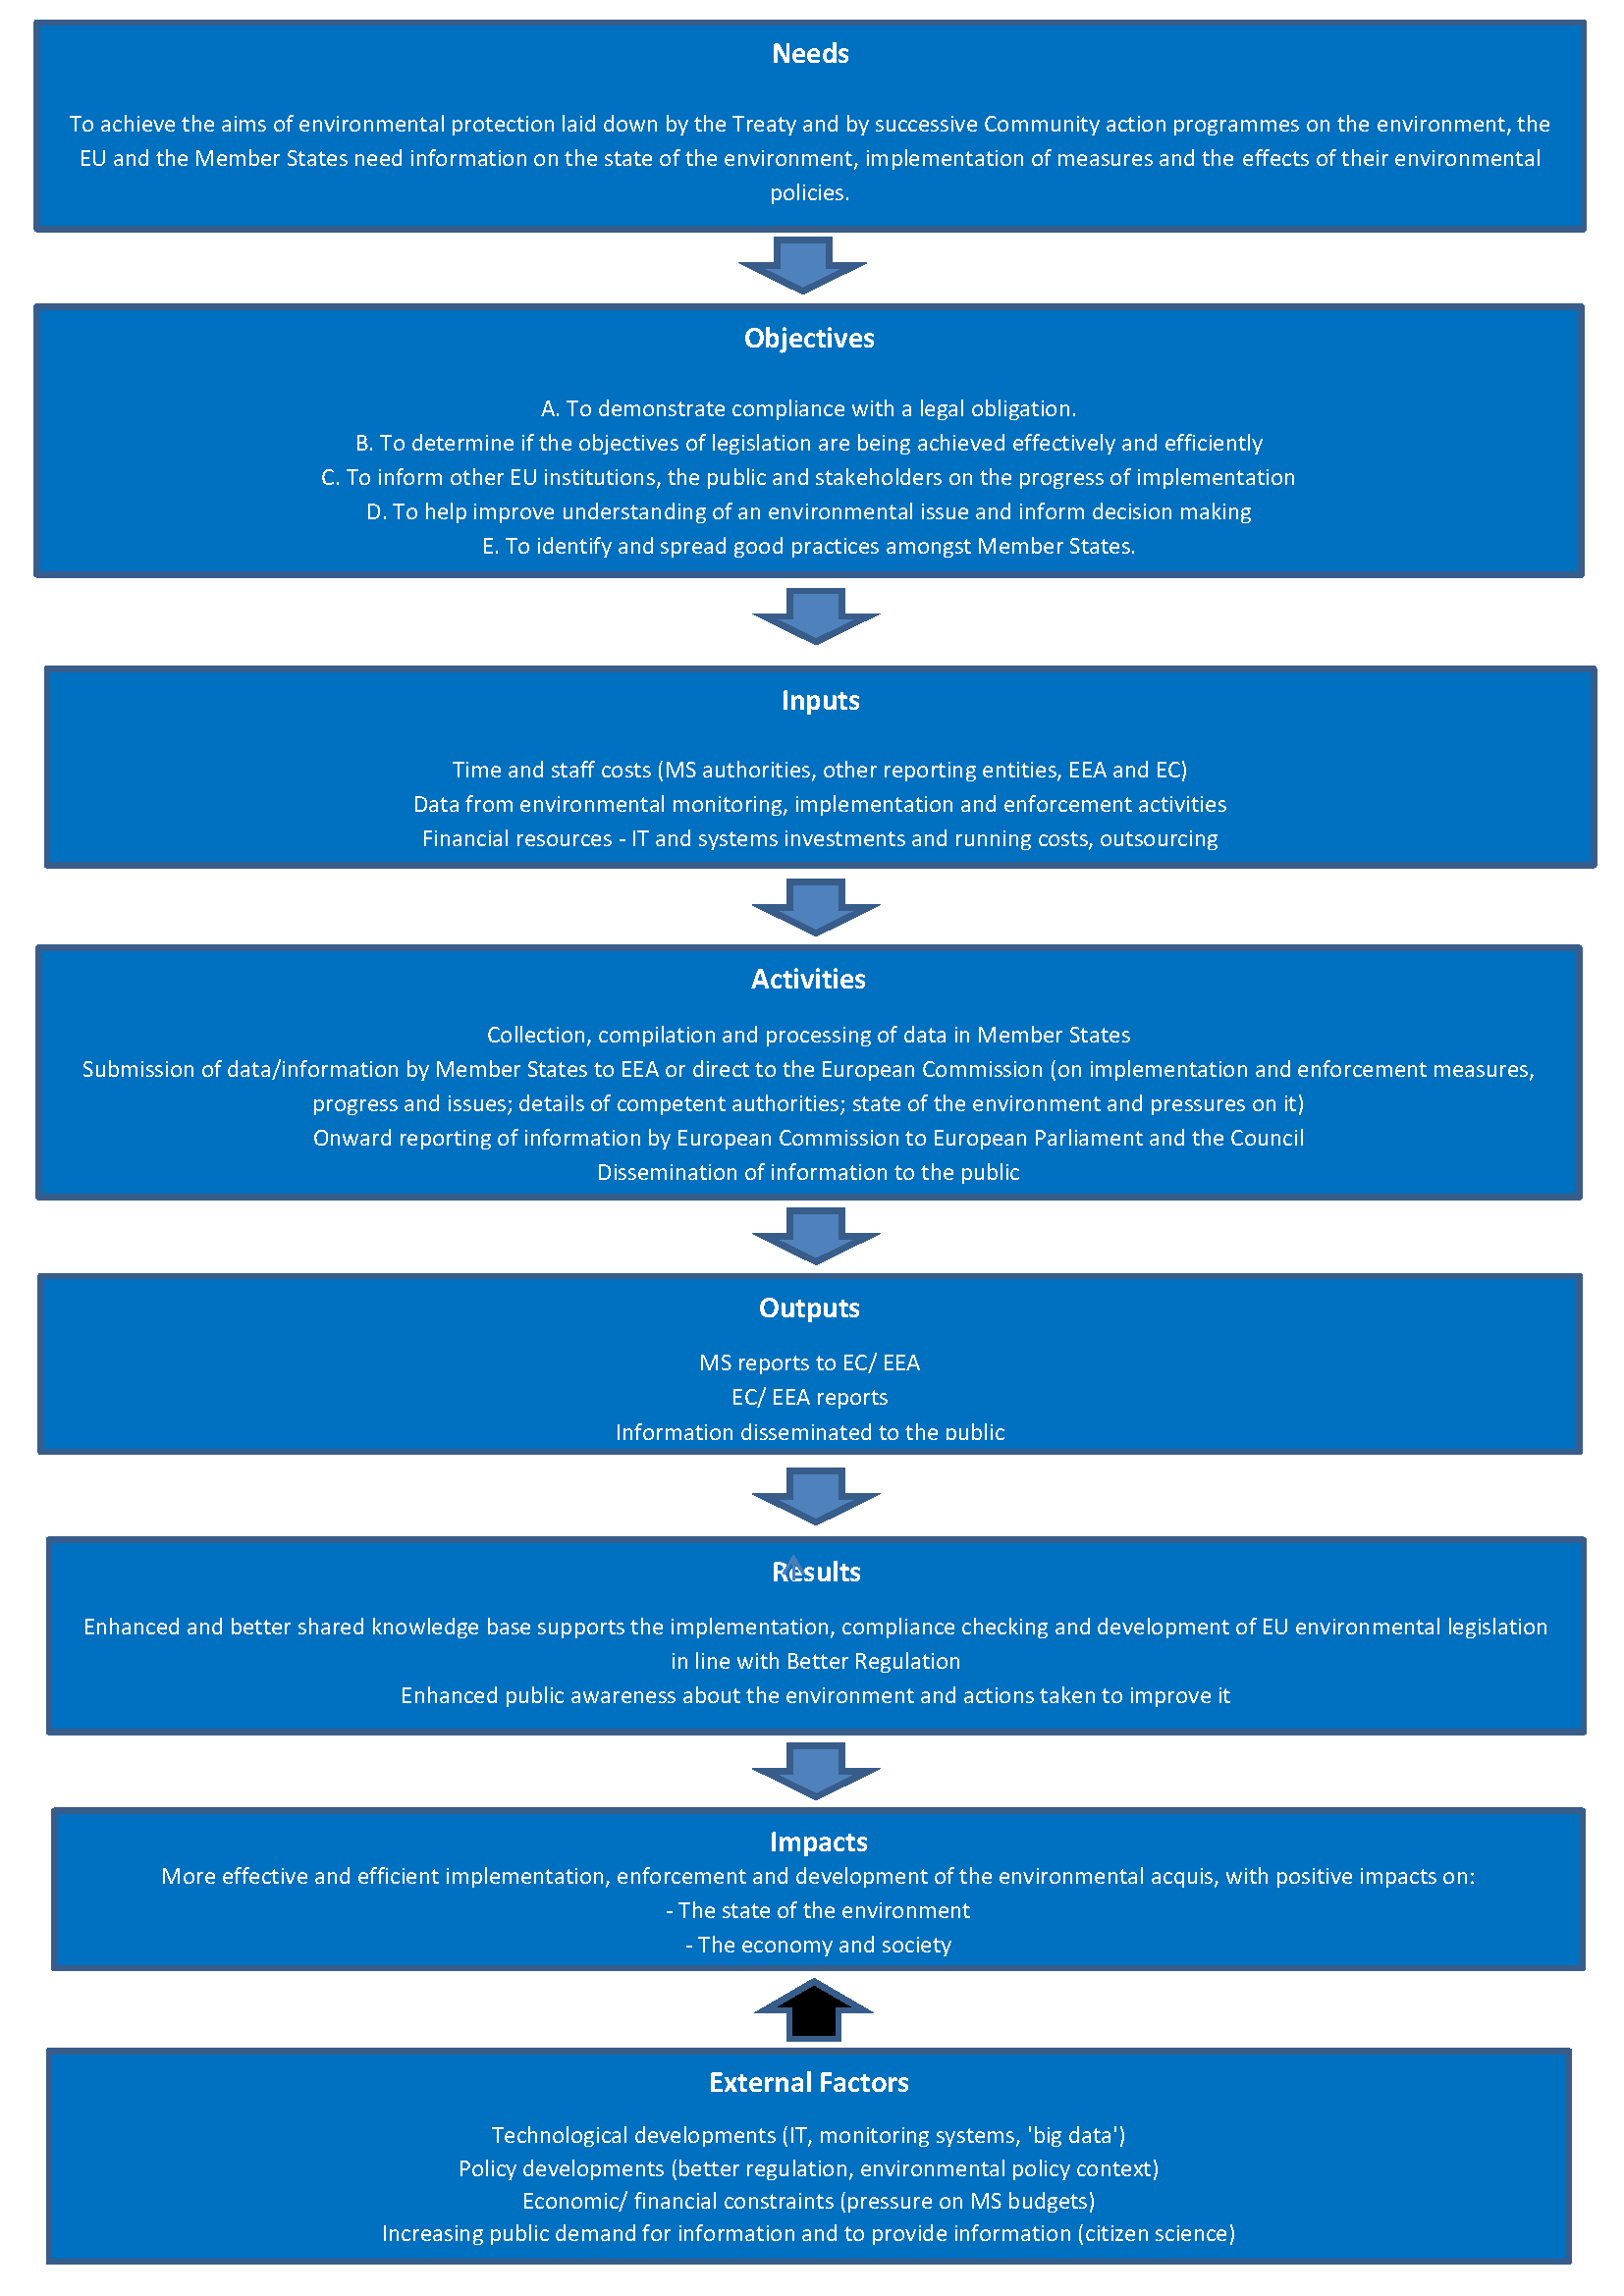 Needs
To achieve the aims of environmental protection laid down by the Treaty and by successive Community action programmes on the environment, the
EU and the Member States need information on the state of the environment, implementation of measures and the effects of their environmental
policies.
Objectives
A. To demonstrate compliance with a legal obligation.
B. To determine if the objectives of legislation are being achieved effectively and efficiently
C. To inform other EU institutions, the public and stakeholders on the progress of implementation
D. To help improve understanding of an environmental issue and inform decision making
E. To identify and spread good practices amongst Member States.
Inputs
Time and staff costs (MS authorities, other reporting entities, EEA and EC)
Data from environmental monitoring, implementation and enforcement activities
Financial resources - IT and systems investments and running costs, outsourcing
Activities
Collection, compilation and processing of data in Member States
Submission of data/information by Member States to EEA or direct to the European Commission (on implementation and enforcement measures,
progress and issues; details of competent authorities; state of the environment and pressures on it)
Onward reporting of information by European Commission to European Parliament and the Council
Dissemination of information to the public
Outputs
MS reports to EC/ EEA
EC/ EEA reports
Information disseminated to the public
Results
Enhanced and better shared knowledge base supports the implementation, compliance checking and development of EU environmental legislation
in line with Better Regulation
Enhanced public awareness about the environment and actions taken to improve it
Impacts
More effective and efficient implementation, enforcement and development of the environmental acquis, with positive impacts on:
- The state of the environment
- The economy and society
External Factors
Technological developments (IT, monitoring systems, 'big data')
Policy developments (better regulation, environmental policy context)
Economic/ financial constraints (pressure on MS budgets)
Increasing public demand for information and to provide information (citizen science)